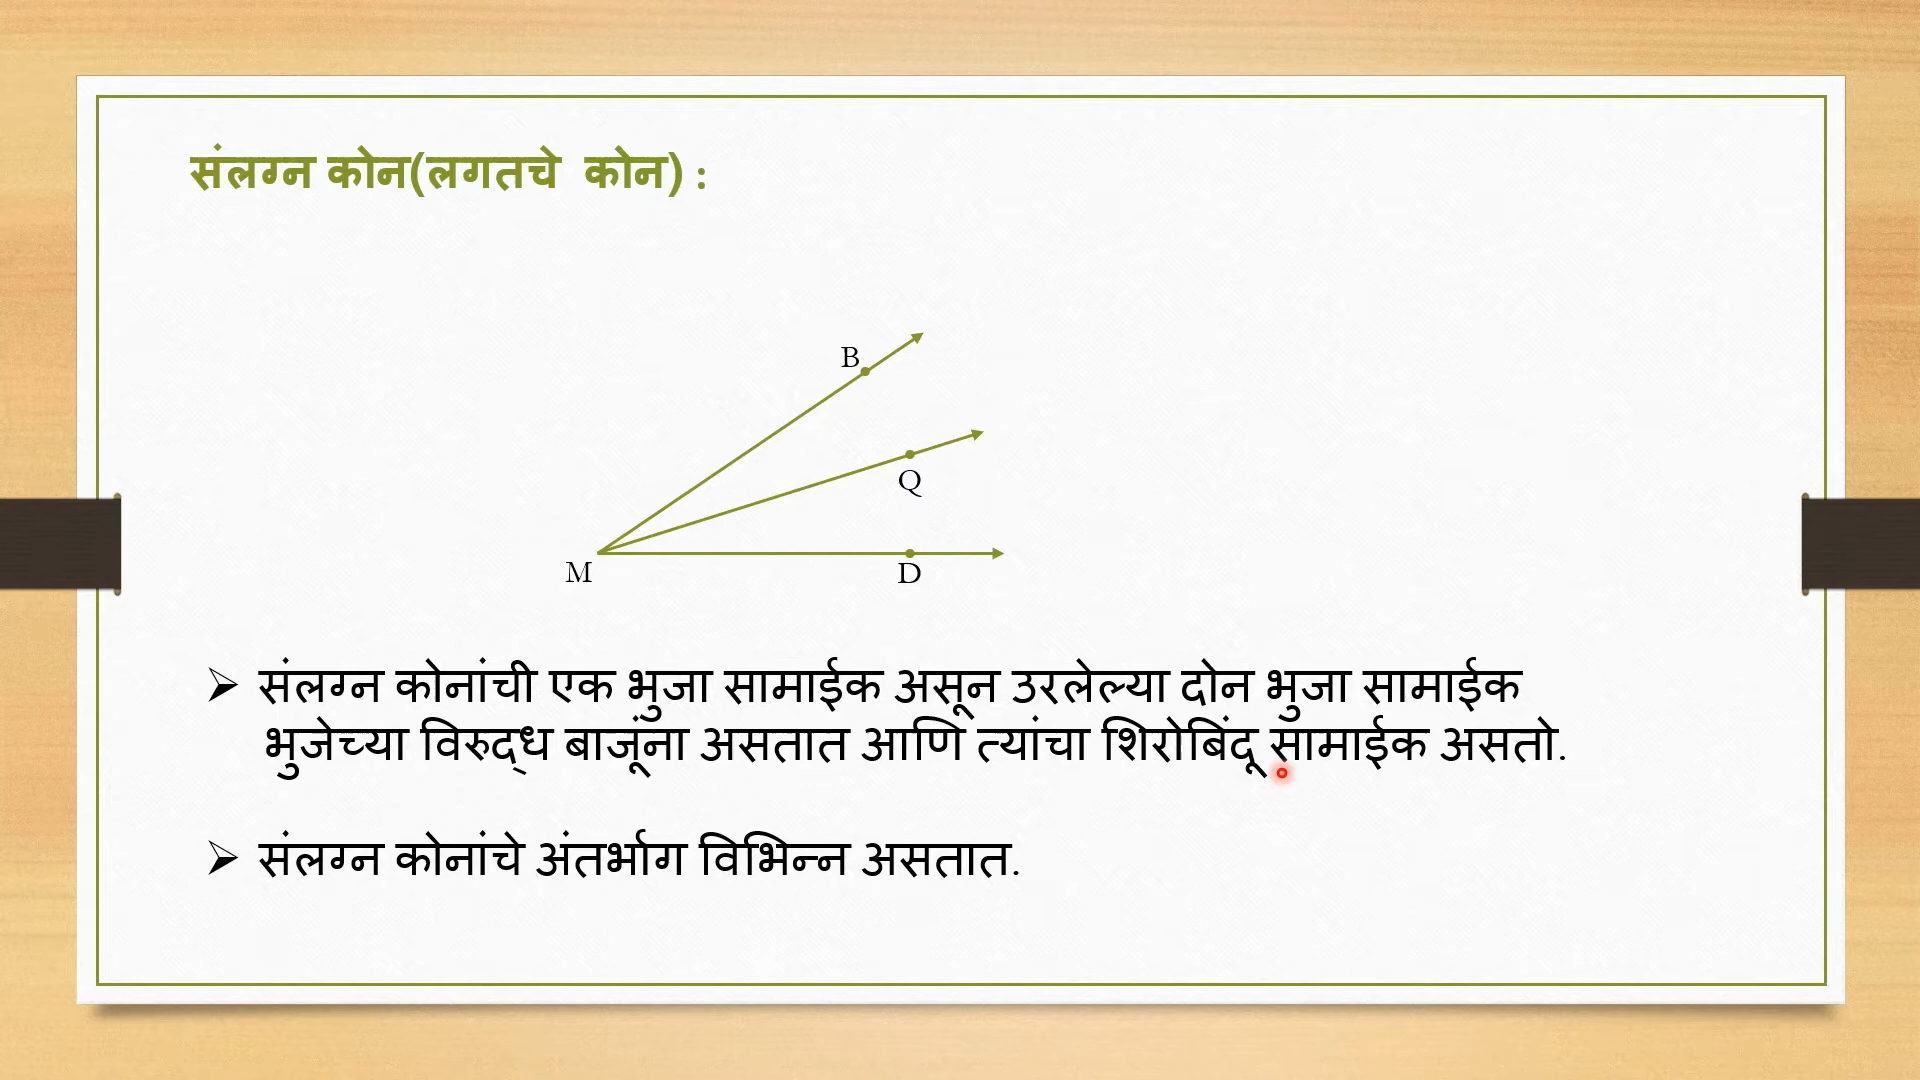 संलग्न कोन(लगतचे कोन) :
B
Q
M
D
➢ संलग्न कोनांची एक भुजा सामाईक असून उरलेल्या दोन भुजा सामाईक
भुजेच्या विरुद्ध बाजूंना असतात आणि त्यांचा शिरोबिंदू सामाईक असतो.
➢ संलग्न कोनांचे अंतर्भाग विभिन्न असतात.